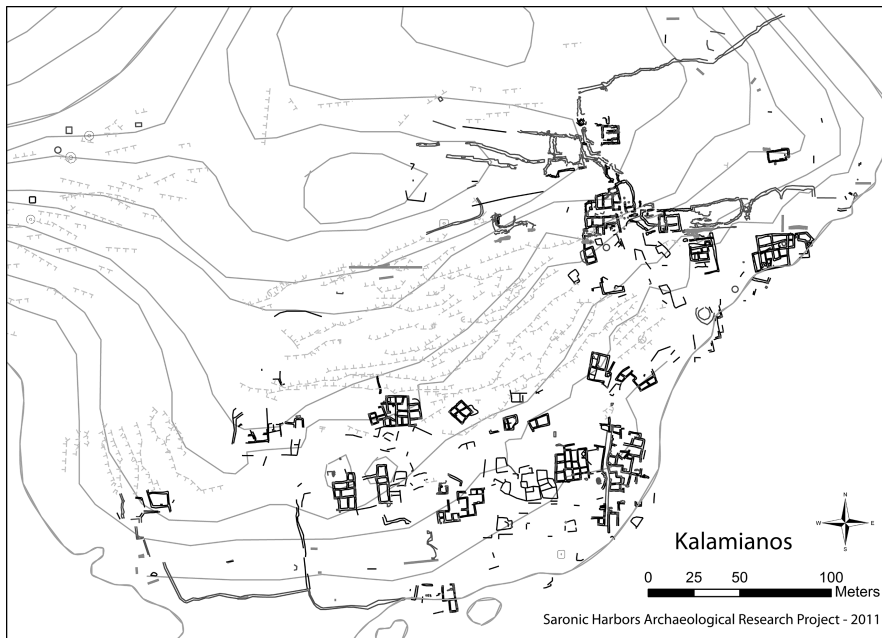 Kalamianos
N
W E
S
0 25 50 100
Meters
Saronic Harbors Archaeological Research Project - 2011